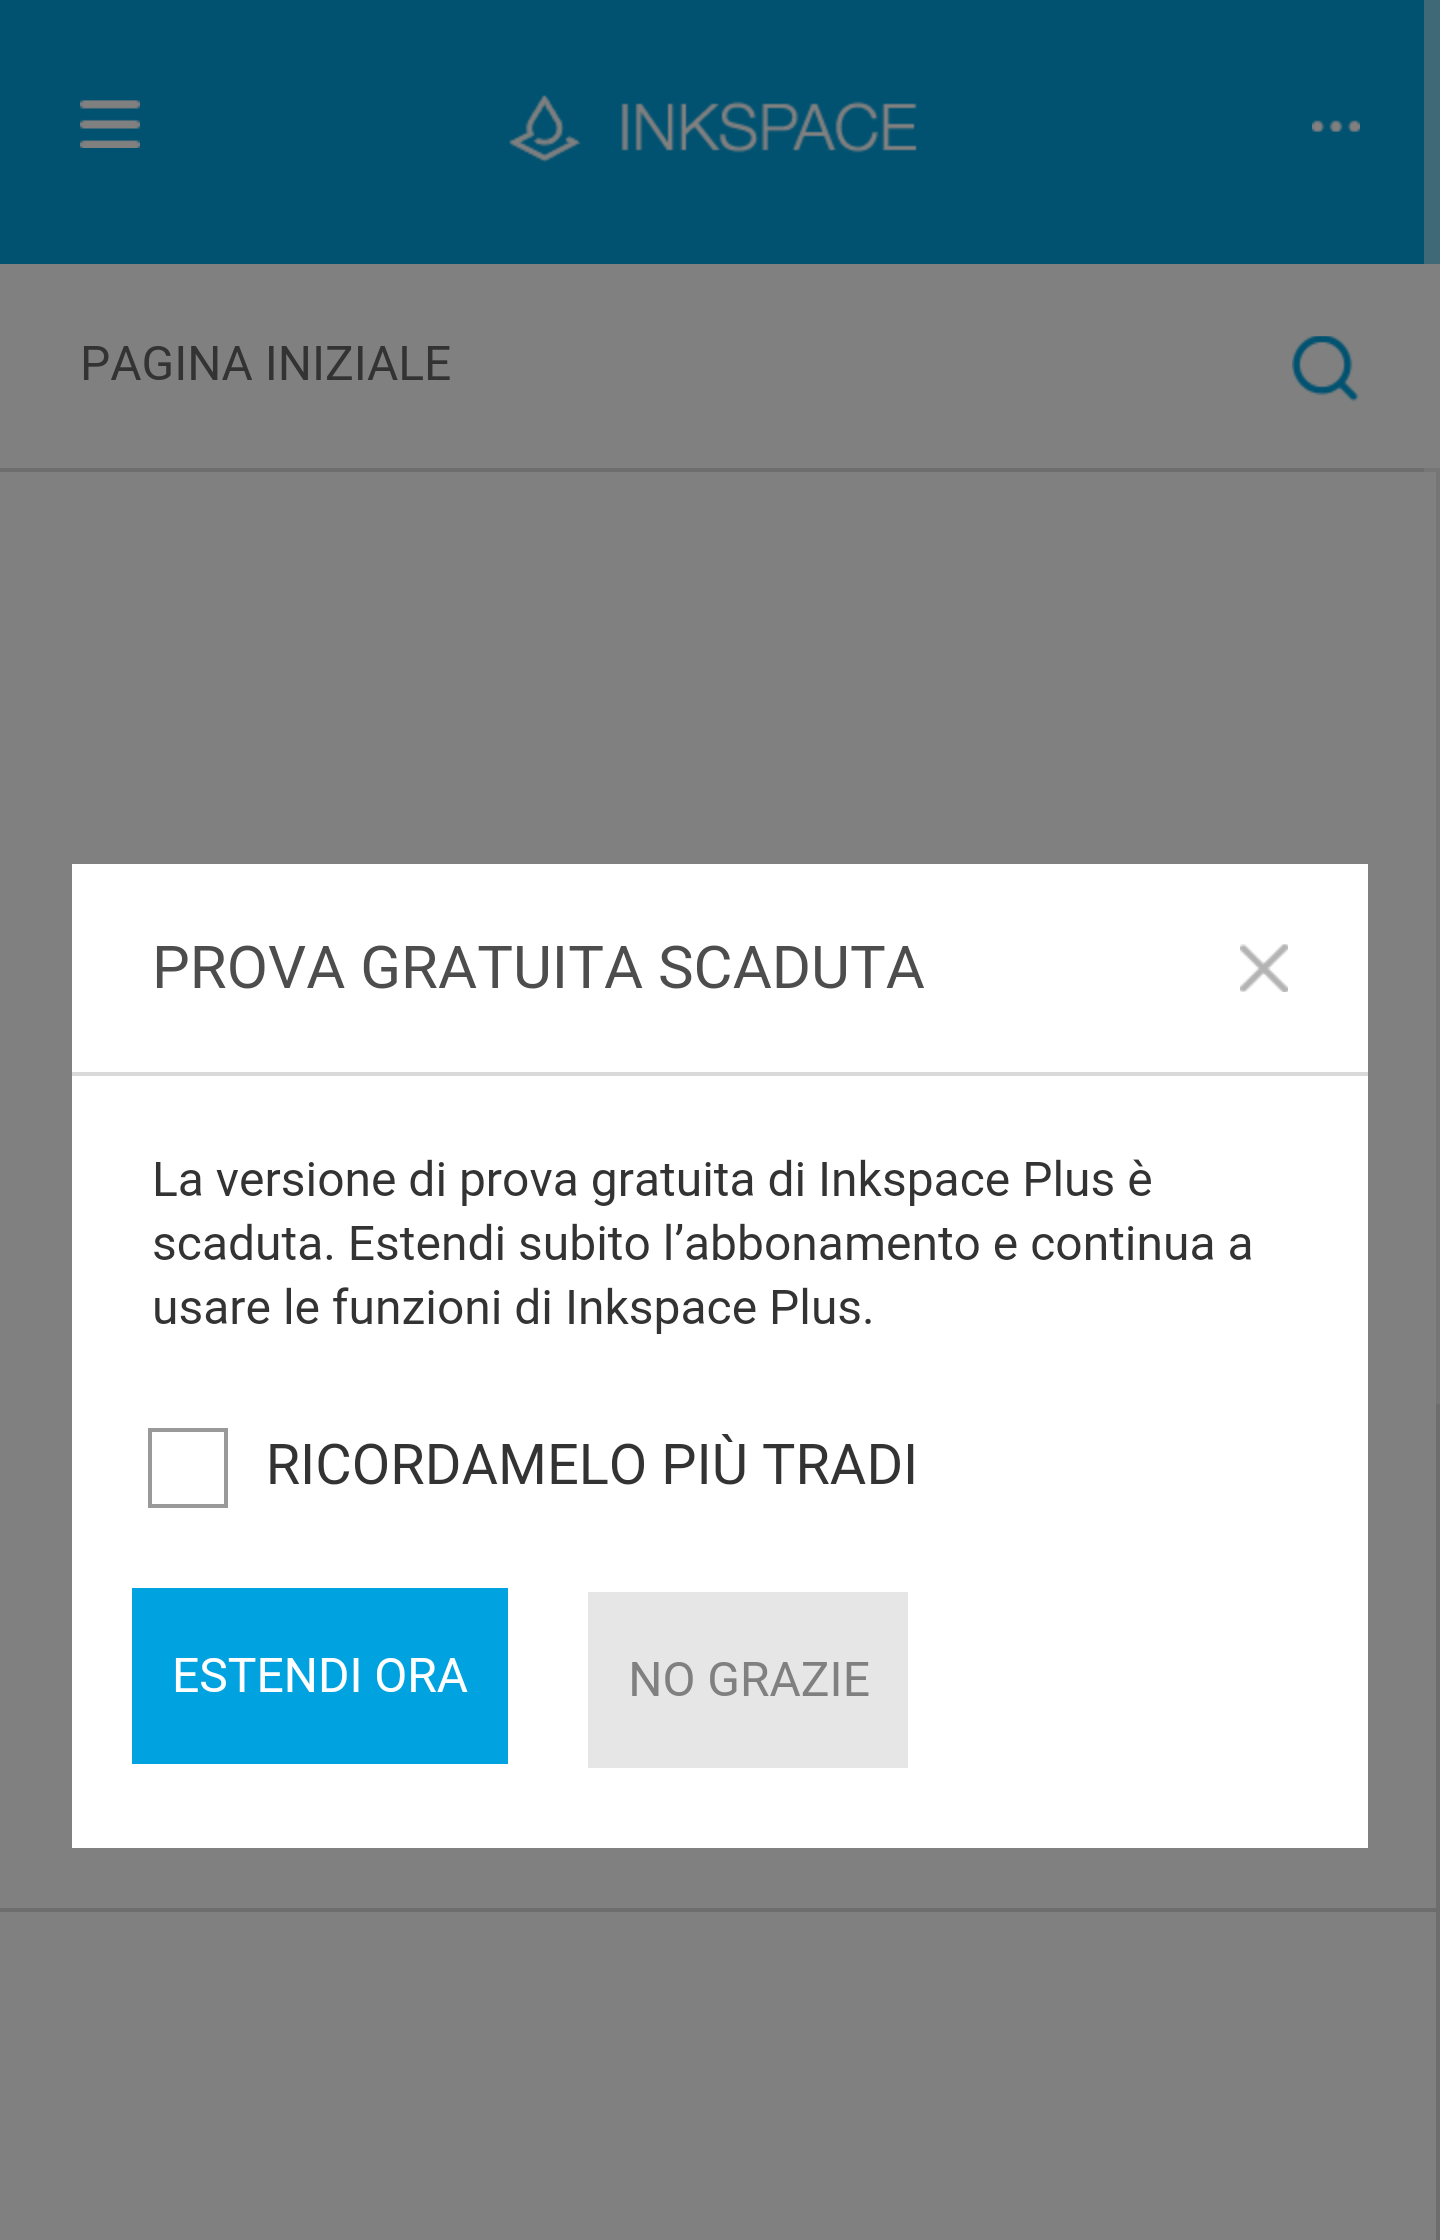 INKSPACE
PAGINA INIZIALE
PROVA GRATUITA SCADUTA
La versione di prova gratuita di Inkspace Plus è
scaduta. Estendi subito l’abbonamento e continua a
usare le funzioni di Inkspace Plus.
RICORDAMELO PIÙ TRADI
ESTENDI ORA
NO GRAZIE